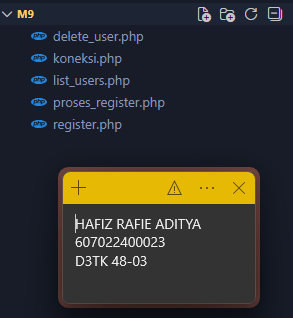 M9
delete_user.php
koneksi.php
list_users.php
proses_register.php
register.php
HAFIZ RAFIE ADITYA
607022400023
D3TK 48-03